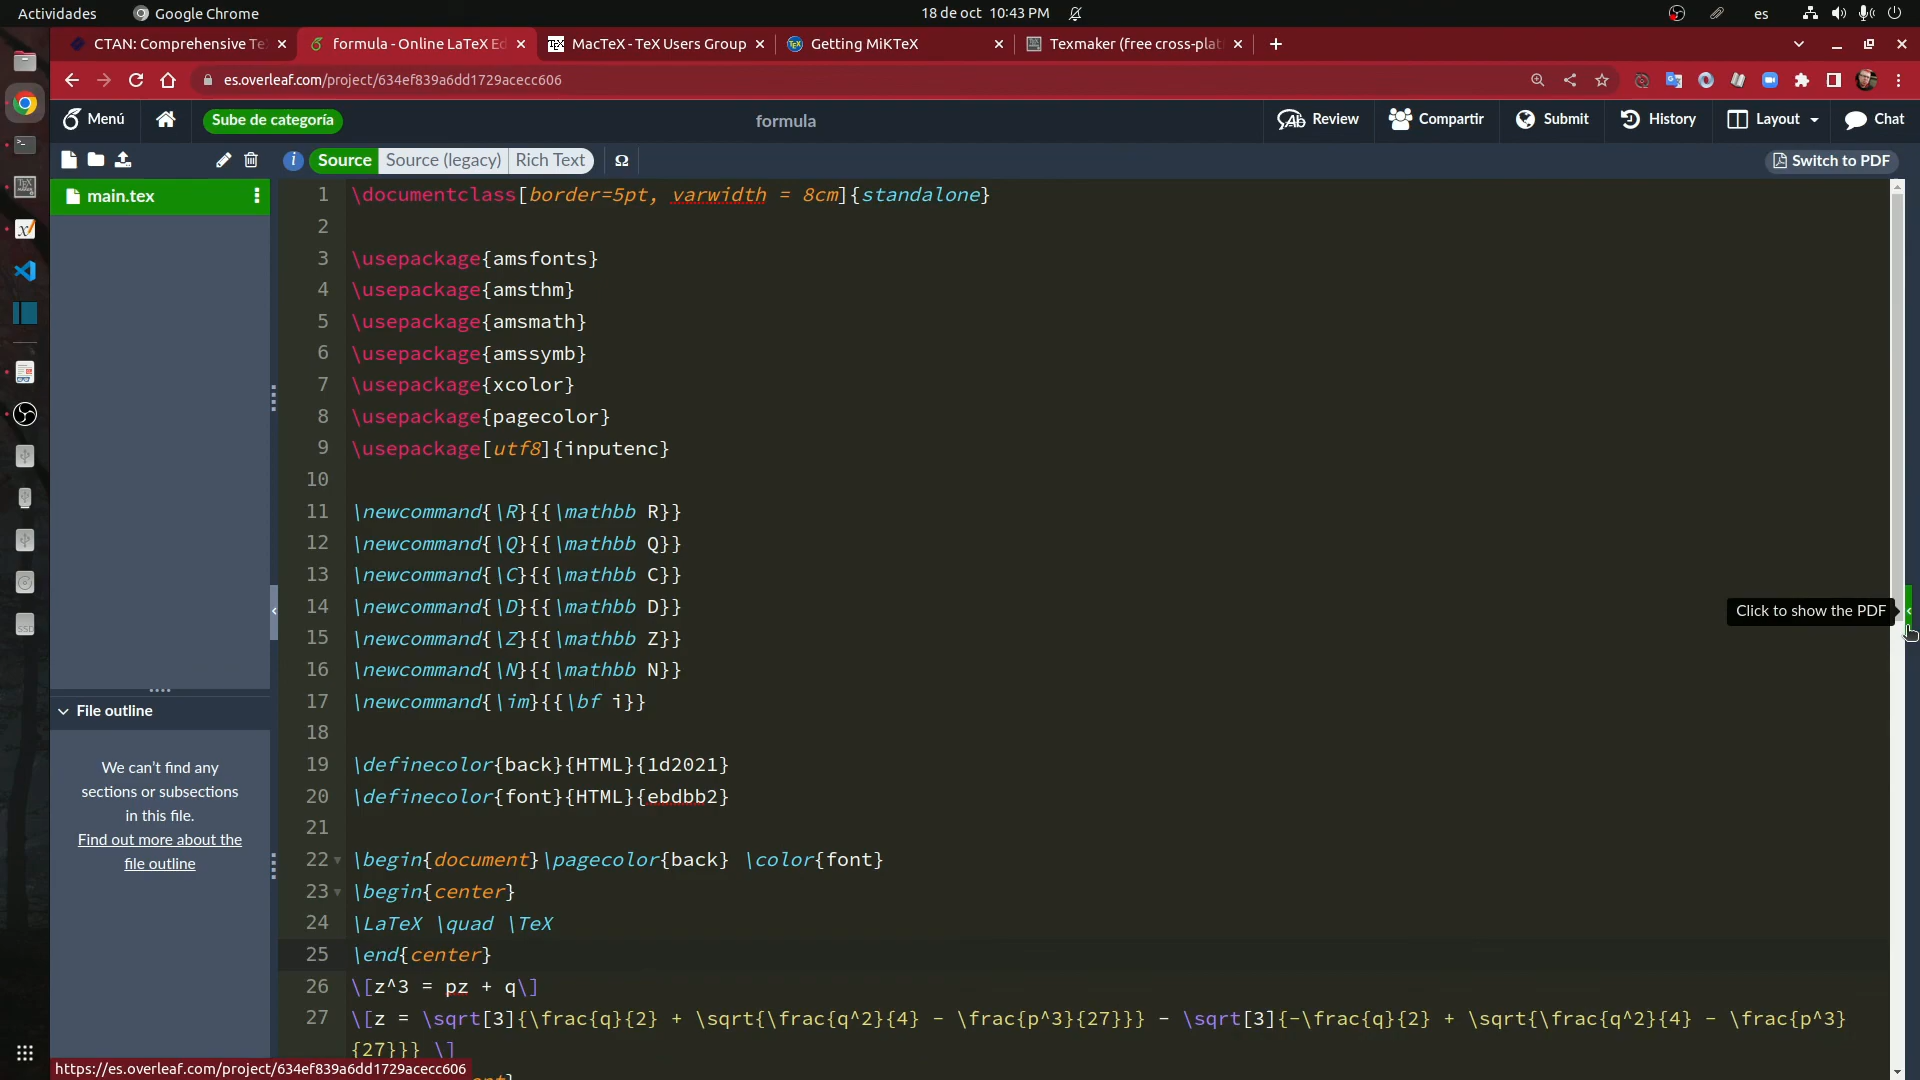 Actividades
Google Chrome
18 de oct 10:43 PM
es
CTAN: Comprehensive Te
formula - Online LaTeX Ed
MacTeX - TeX Users Group
Getting MiKTeX
Texmaker (free cross-plat
es.overleaf.com/project/634ef839a6dd1729acecc606
Menú
Sube de categoría
formula
Review
Compartir
Submit
History
Layout
Chat
Source
Source (legacy)
Rich Text
Ω
Switch to PDF
main.tex
1 \documentclass[border=5pt, varwidth = 8cm]{standalone}
2
3 \usepackage{amsfonts}
4 \usepackage{amsthm}
5 \usepackage{amsmath}
6 \usepackage{amssymb}
7 \usepackage{xcolor}
8 \usepackage{pagecolor}
9 \usepackage[utf8]{inputenc}
10
11 \newcommand{\R}{{\mathbb R}}
12 \newcommand{\Q}{{\mathbb Q}}
13 \newcommand{\C}{{\mathbb C}}
14 \newcommand{\D}{{\mathbb D}}
15 \newcommand{\Z}{{\mathbb Z}}
16 \newcommand{\N}{{\mathbb N}}
17 \newcommand{\im}{{\bf i}}
18
19 \definecolor{back}{HTML}{1d2021}
20 \definecolor{font}{HTML}{ebdbb2}
21
22 \begin{document}\pagecolor{back} \color{font}
23 \begin{center}
24 \LaTeX \quad \TeX
25 \end{center}
26 \[z^3 = pz + q\]
27 \[z = \sqrt[3]{\frac{q}{2} + \sqrt{\frac{q^2}{4} - \frac{p^3}{27}}} - \sqrt[3]{-\frac{q}{2} + \sqrt{\frac{q^2}{4} - \frac{p^3}
{27}}} \]
Click to show the PDF
File outline
We can't find any
sections or subsections
in this file.
Find out more about the
file outline
https://es.overleaf.com/project/634ef839a6dd1729acecc606